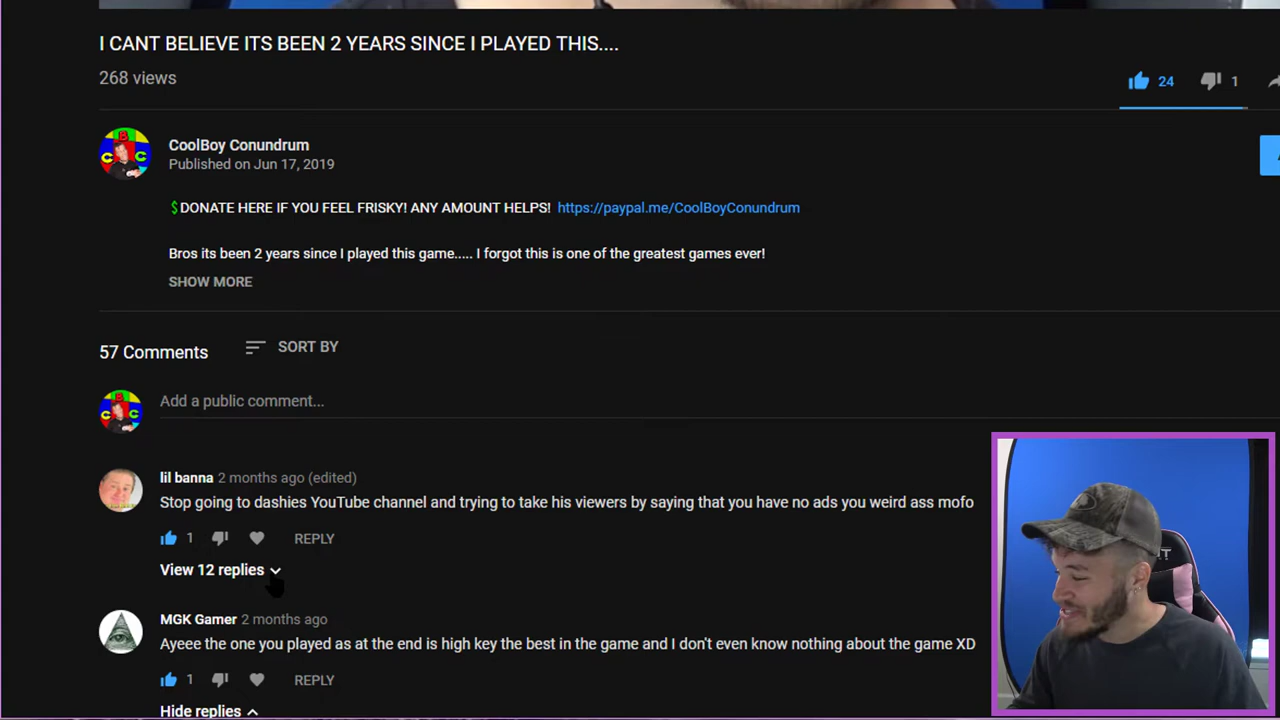 I CANT BELIEVE ITS BEEN 2 YEARS SINCE I PLAYED THIS....
268 views
24 1
CoolBoy Conundrum
Published on Jun 17, 2019
$DONATE HERE IF YOU FEEL FRISKY! ANY AMOUNT HELPS! https://paypal.me/CoolBoyConundrum
Bros its been 2 years since I played this game..... I forgot this is one of the greatest games ever!
SHOW MORE
57 Comments SORT BY
Add a public comment...
lil banna 2 months ago (edited)
Stop going to dashies YouTube channel and trying to take his viewers by saying that you have no ads you weird ass mofo
1 REPLY
View 12 replies
MGK Gamer 2 months ago
Ayeee the one you played as at the end is high key the best in the game and I don't even know nothing about the game XD
1 REPLY
Hide replies